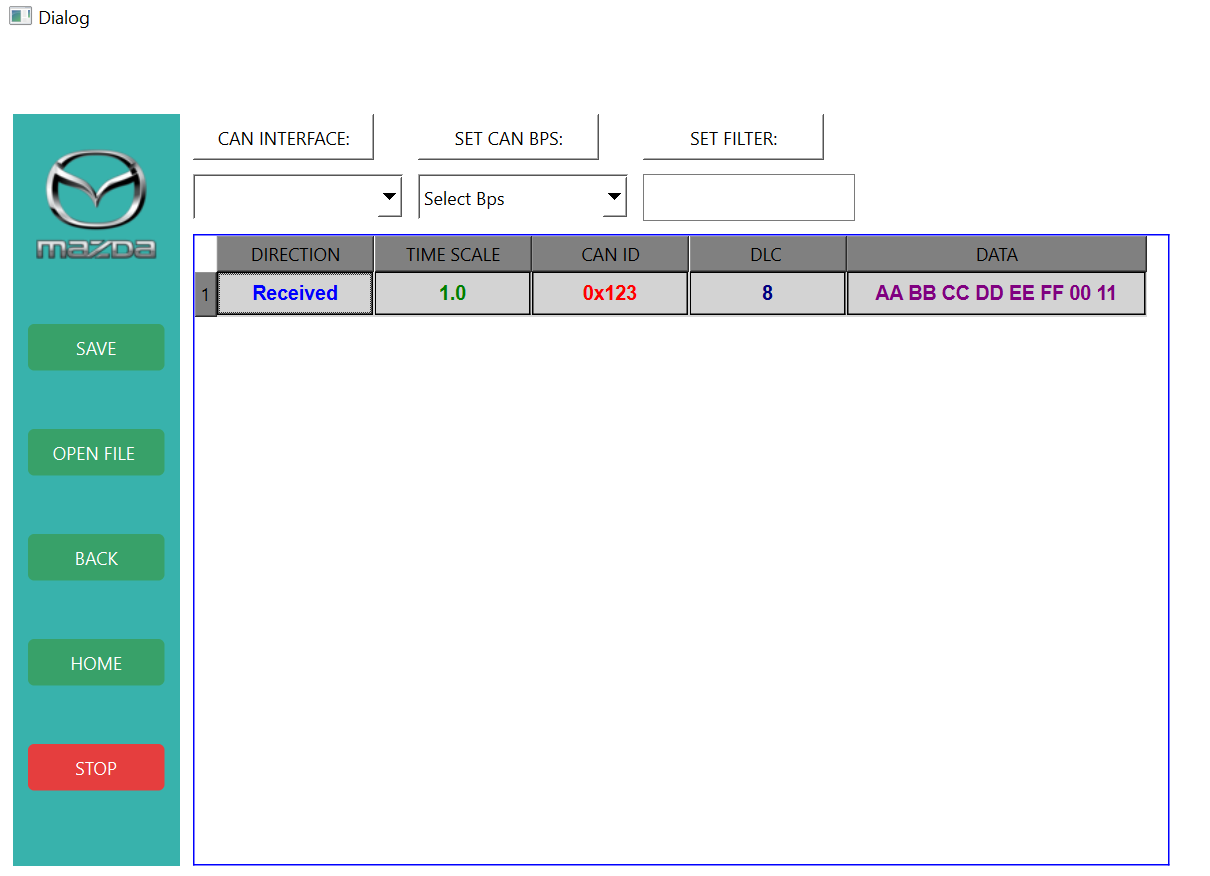 Dialog
mazda
CAN INTERFACE: SET CAN BPS: SET FILTER:
Select Bps
DIRECTION TIME SCALE CAN ID DLC DATA
1 Received 1.0 0x123 8 AA BB CC DD EE FF 00 11
SAVE
OPEN FILE
BACK
HOME
STOP